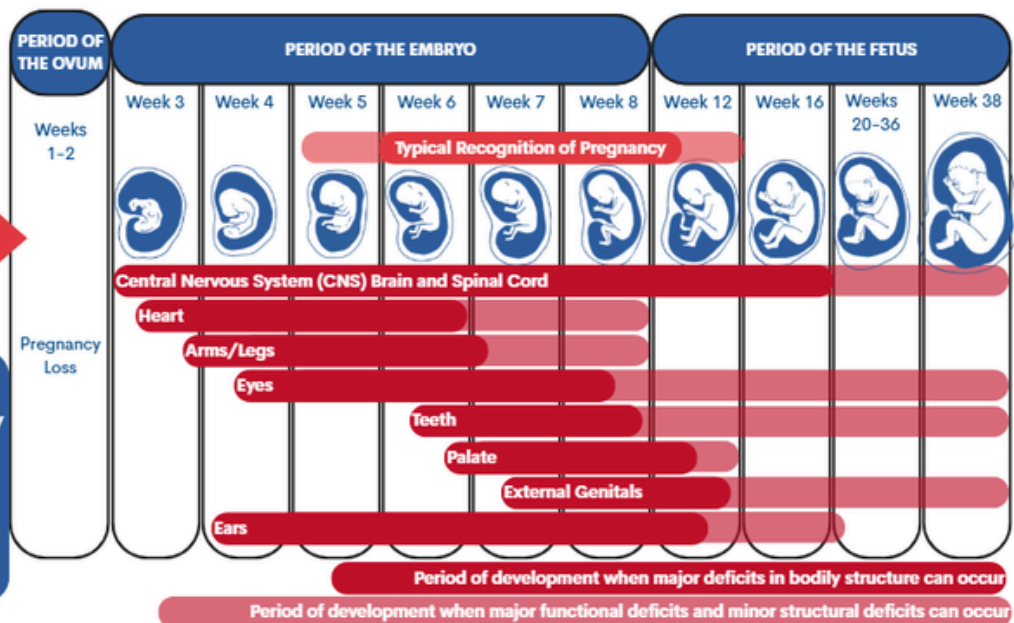 PERIOD OF
THE OVUM
PERIOD OF THE EMBRYO
PERIOD OF THE FETUS
Week 3
Week 4
Week 5
Week 6
Week 7
Week 8
Week 12
Week 16
Weeks
20-36
Week 38
Weeks
1-2
Typical Recognition of Pregnancy
Central Nervous System (CNS) Brain and Spinal Cord
Heart
Pregnancy
Loss
Arms/Legs
Eyes
Teeth
Palate
External Genitals
Ears
Period of development when major deficits in bodily structure can occur
Period of development when major functional deficits and minor structural deficits can occur